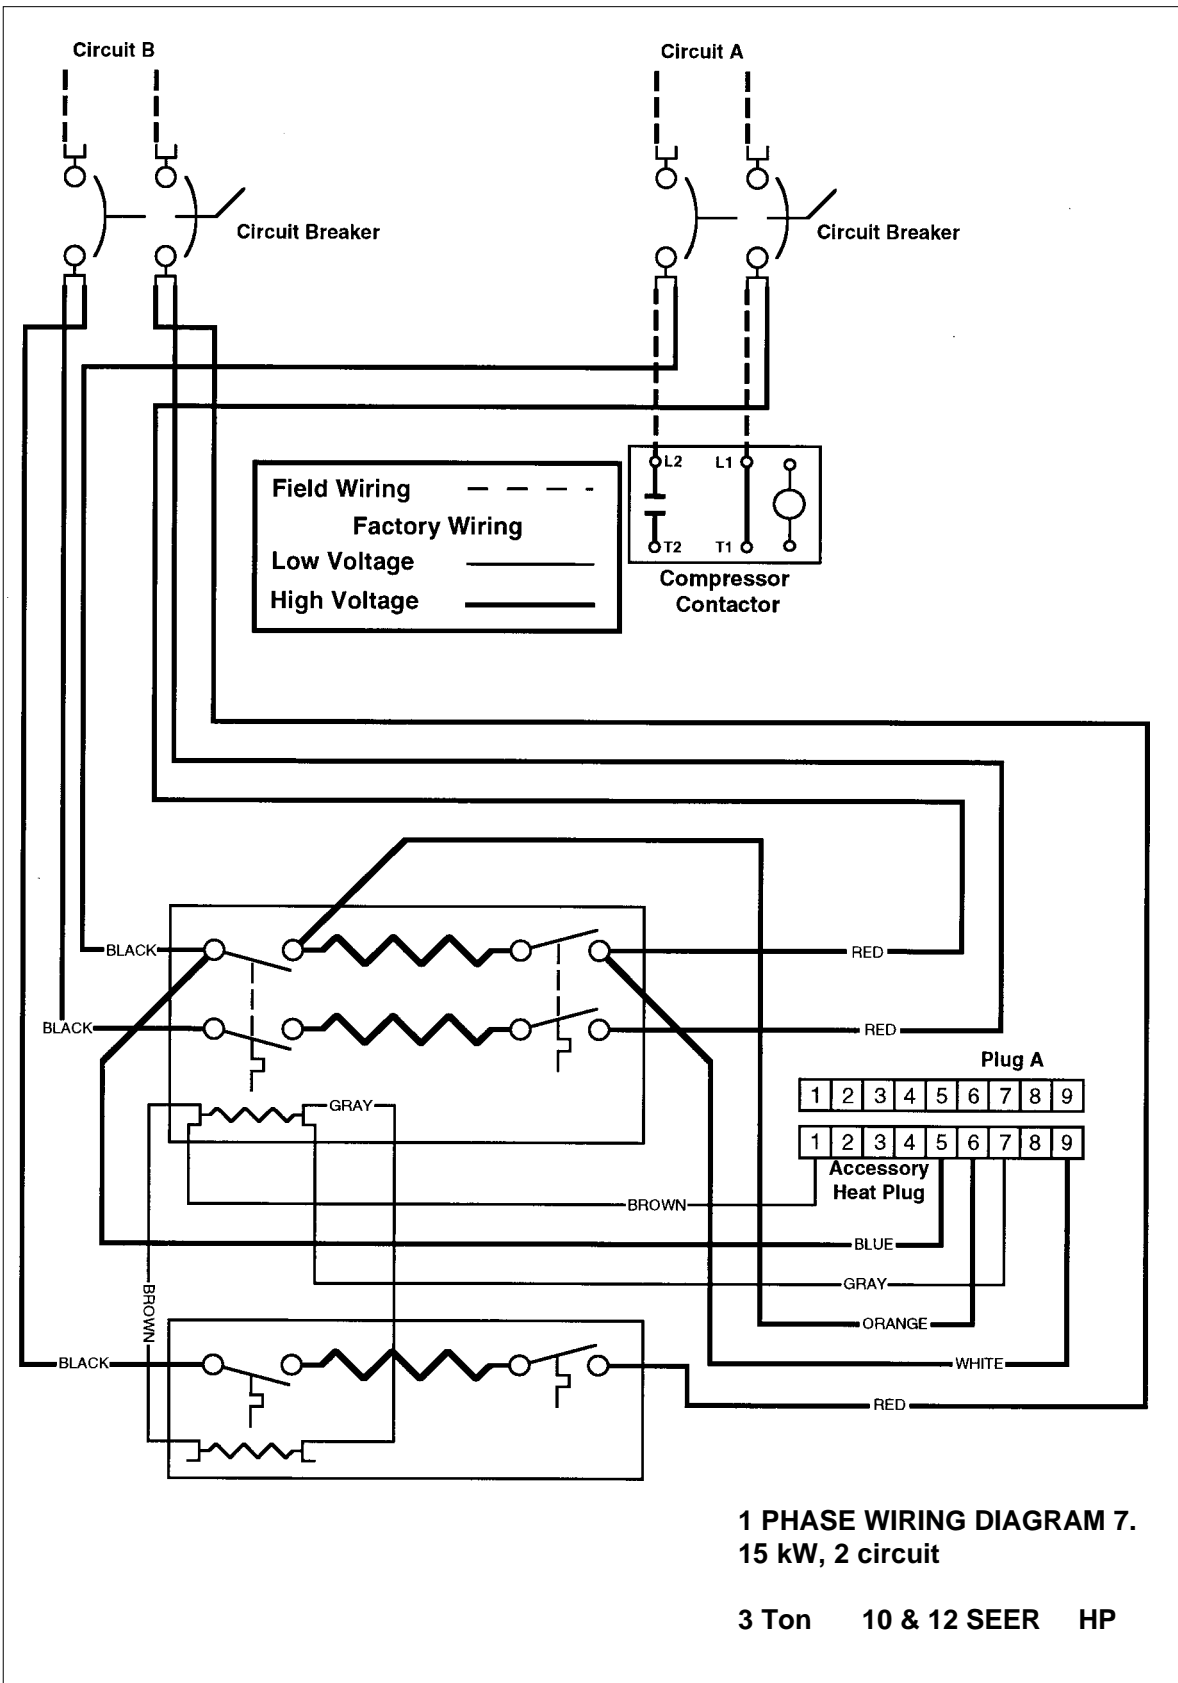 Circuit B
Circuit A
Circuit Breaker
Circuit Breaker
L2
L1
T2
T1
Compressor
Contactor
Field Wiring
Factory Wiring
Low Voltage
High Voltage
BLACK
RED
BLACK
RED
Plug A
1 2 3 4 5 6 7 8 9
1 2 3 4 5 6 7 8 9
Accessory
Heat Plug
GRAY
BROWN
BLUE
GRAY
BROWN
ORANGE
BLACK
WHITE
RED
1 PHASE WIRING DIAGRAM 7.
15 kW, 2 circuit
3 Ton 10 & 12 SEER HP